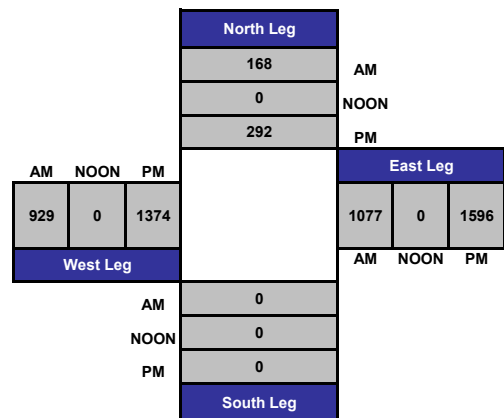 North Leg
168 AM
0 NOON
292 PM
AM NOON PM East Leg
929 0 1374 1077 0 1596
West Leg AM NOON PM
AM 0
NOON 0
PM 0
South Leg